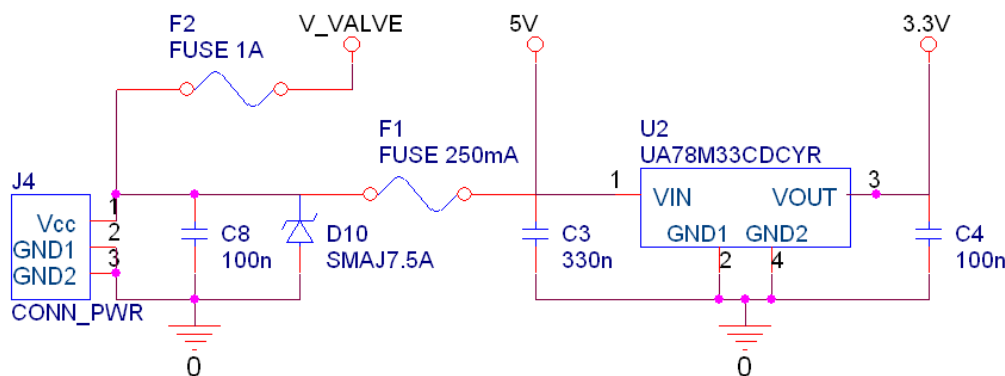 F2
FUSE 1A
V_VALVE
5V
3.3V
F1
FUSE 250mA
U2
UA78M33CDCYR
J4
1
Vcc
2
GND1
3
GND2
CONN_PWR
C8
100n
D10
SMAJ7.5A
1
VIN
VOUT
3
GND1
GND2
2
4
C3
330n
C4
100n
0
0